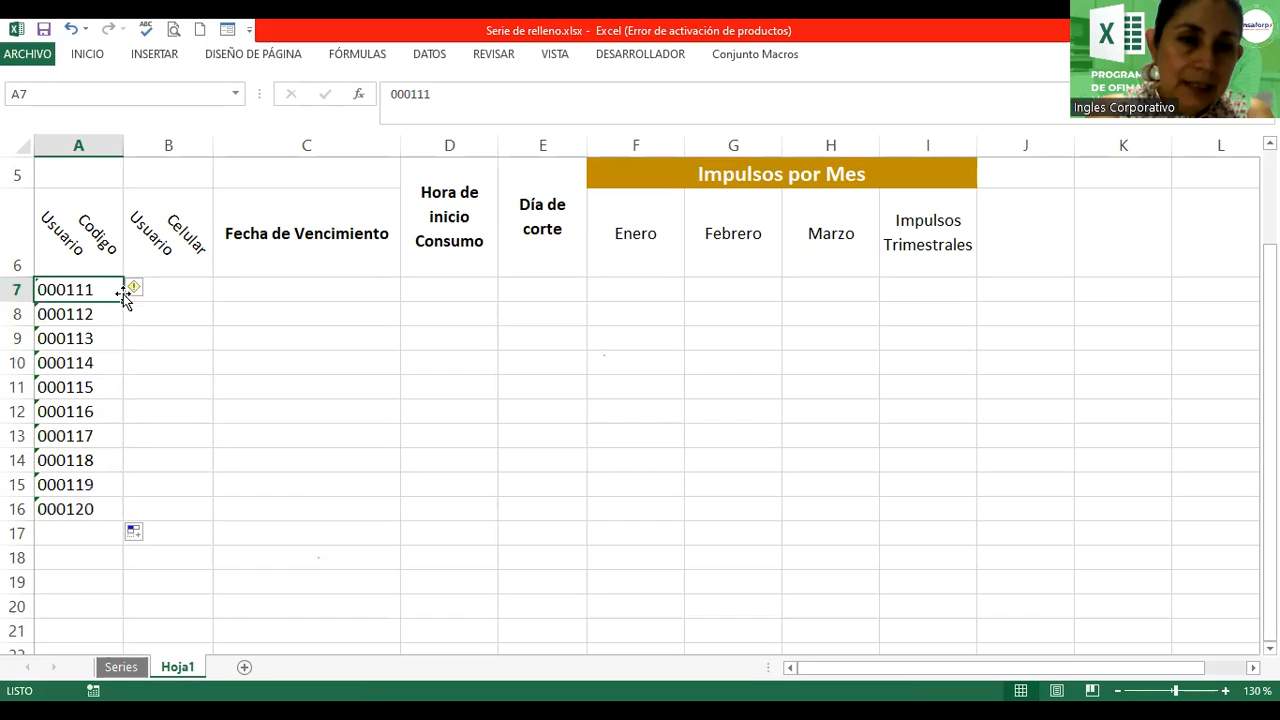 Serie de relleno.xlsx - Excel (Error de activación de productos)
ARCHIVO INICIO INSERTAR DISEÑO DE PÁGINA FÓRMULAS DATOS REVISAR VISTA DESARROLLADOR Conjunto Macros
PROGRAM
DE OFIMA
Ingles Corporativo
A7 fx 000111
A B C D E F G H I J K L
5 Impulsos por Mes
6 Codigo Usuario Celular Usuario Fecha de Vencimiento Hora de inicio Consumo Día de corte Enero Febrero Marzo Impulsos Trimestrales
7 000111
8 000112
9 000113
10 000114
11 000115
12 000116
13 000117
14 000118
15 000119
16 000120
17
18
19
20
21
22
Series Hoja1
LISTO 130 %